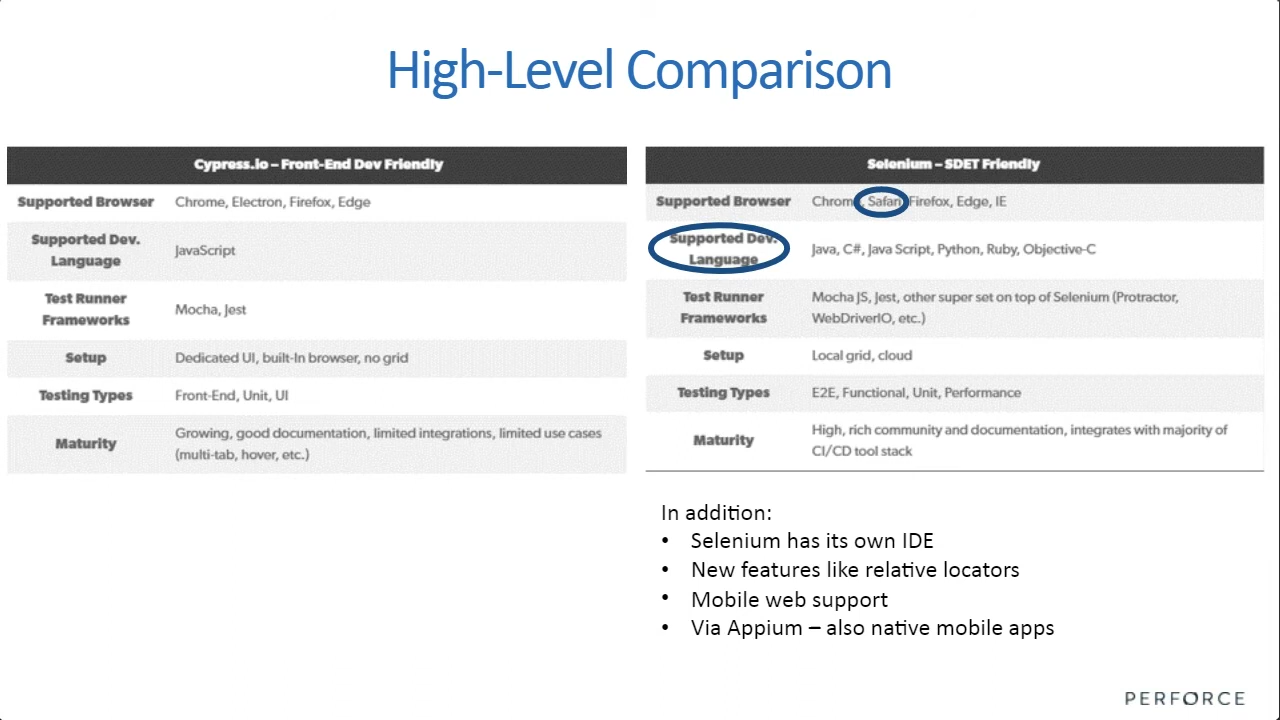 High-Level Comparison
Cypress.io – Front-End Dev Friendly
Supported Browser
Chrome, Electron, Firefox, Edge
Supported Dev.
Language
JavaScript
Test Runner
Frameworks
Mocha, Jest
Setup
Dedicated UI, built-In browser, no grid
Testing Types
Front-End, Unit, UI
Maturity
Growing, good documentation, limited integrations, limited use cases
(multi-tab, hover, etc.)
Selenium – SDET Friendly
Supported Browser
Chrome, Safari, Firefox, Edge, IE
Supported Dev.
Language
Java, C#, Java Script, Python, Ruby, Objective-C
Test Runner
Frameworks
Mocha JS, Jest, other super set on top of Selenium (Protractor,
WebDriverIO, etc.)
Setup
Local grid, cloud
Testing Types
E2E, Functional, Unit, Performance
Maturity
High, rich community and documentation, integrates with majority of
CI/CD tool stack
In addition:
• Selenium has its own IDE
• New features like relative locators
• Mobile web support
• Via Appium – also native mobile apps
PERFORCE